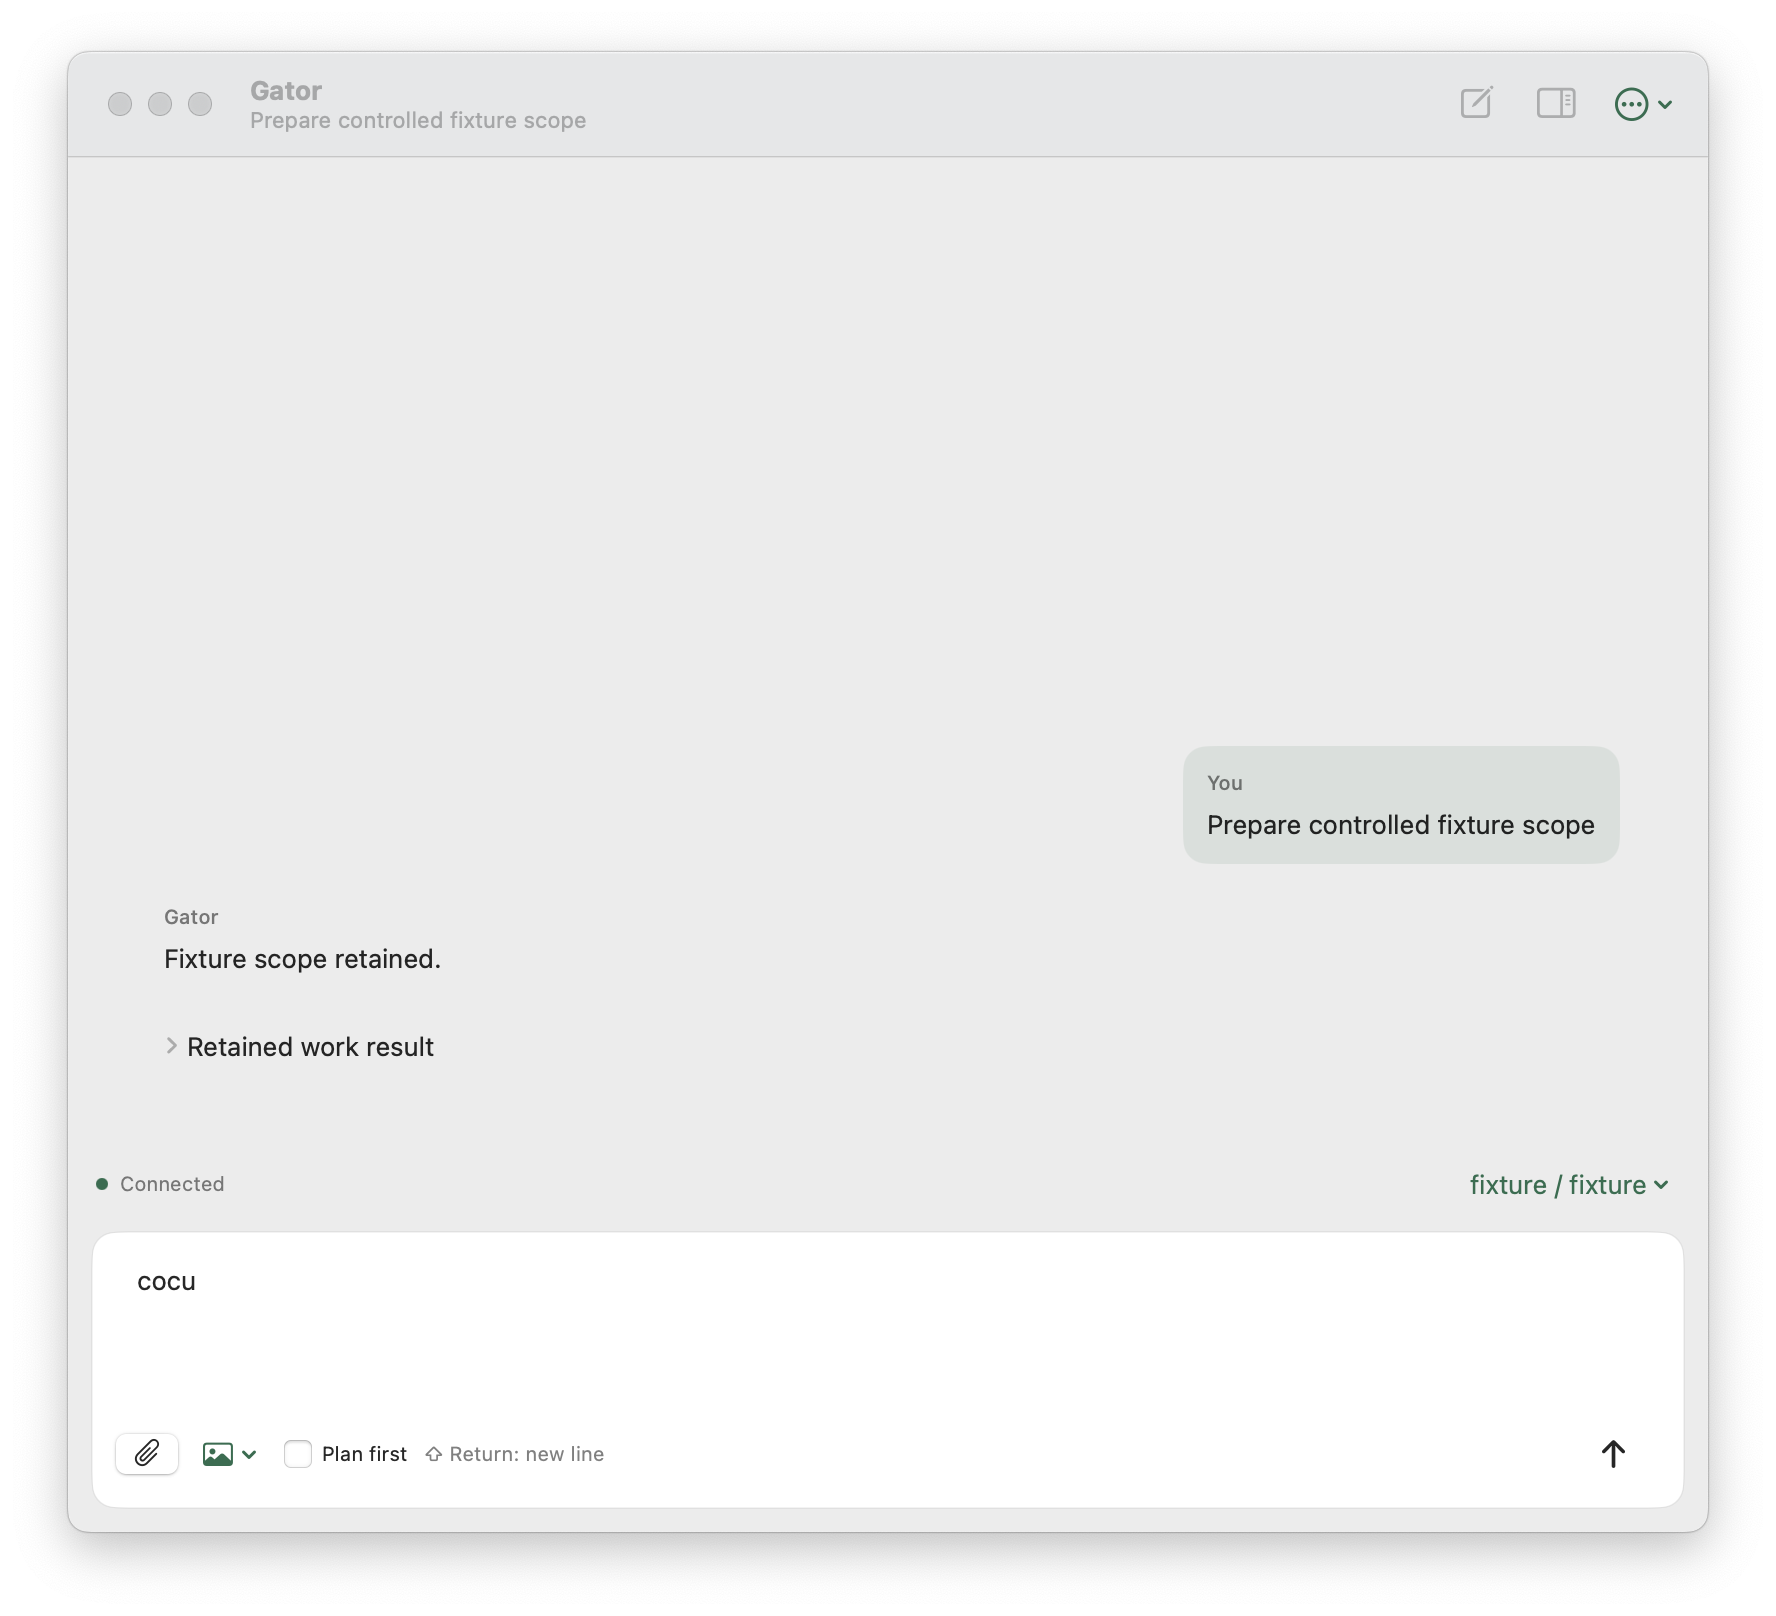 Gator
Prepare controlled fixture scope
You
Prepare controlled fixture scope
Gator
Fixture scope retained.
Retained work result
Connected
fixture / fixture
cocu
Plan first
Return: new line